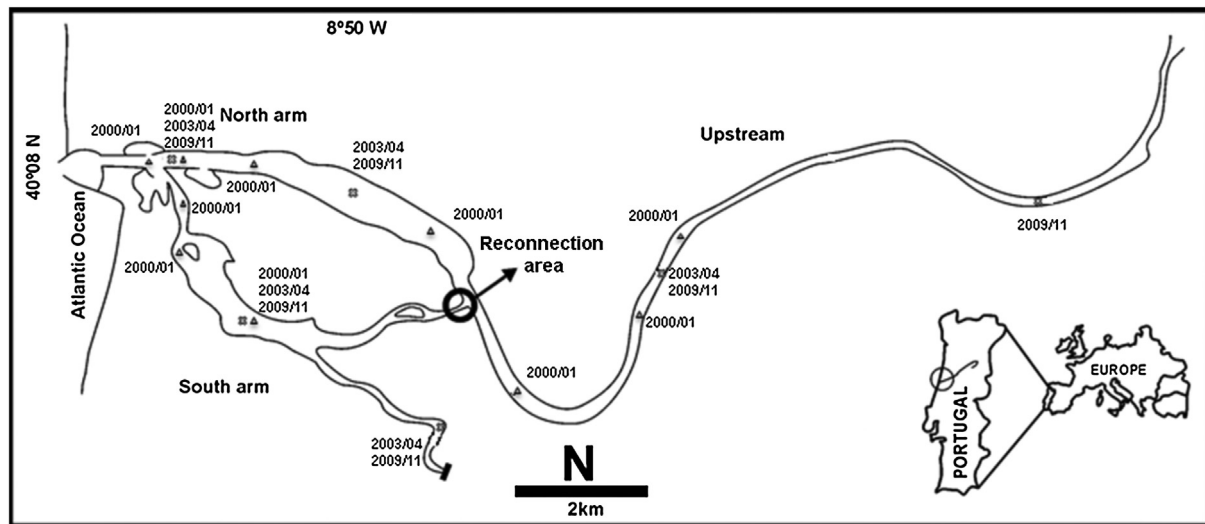 8º50 W
40º08 N
Atlantic Ocean
North arm
Upstream
South arm
2000/01
2000/01
2003/04
2009/11
2000/01
2003/04
2009/11
2000/01
2000/01
2000/01
2000/01
2003/04
2009/11
Reconnection
area
2000/01
2003/04
2009/11
2000/01
2000/01
2009/11
2003/04
2009/11
N
2km
PORTUGAL
EUROPE